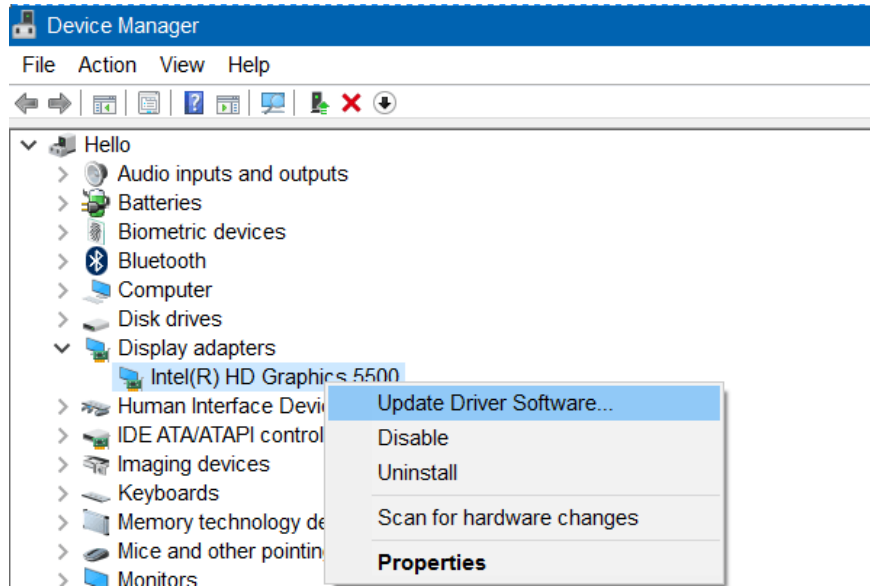 Device Manager
File Action View Help
Hello
Audio inputs and outputs
Batteries
Biometric devices
Bluetooth
Computer
Disk drives
Display adapters
Intel(R) HD Graphics 5500
Human Interface Devi
IDE ATA/ATAPI control
Imaging devices
Keyboards
Memory technology de
Mice and other pointin
Monitors
Update Driver Software...
Disable
Uninstall
Scan for hardware changes
Properties